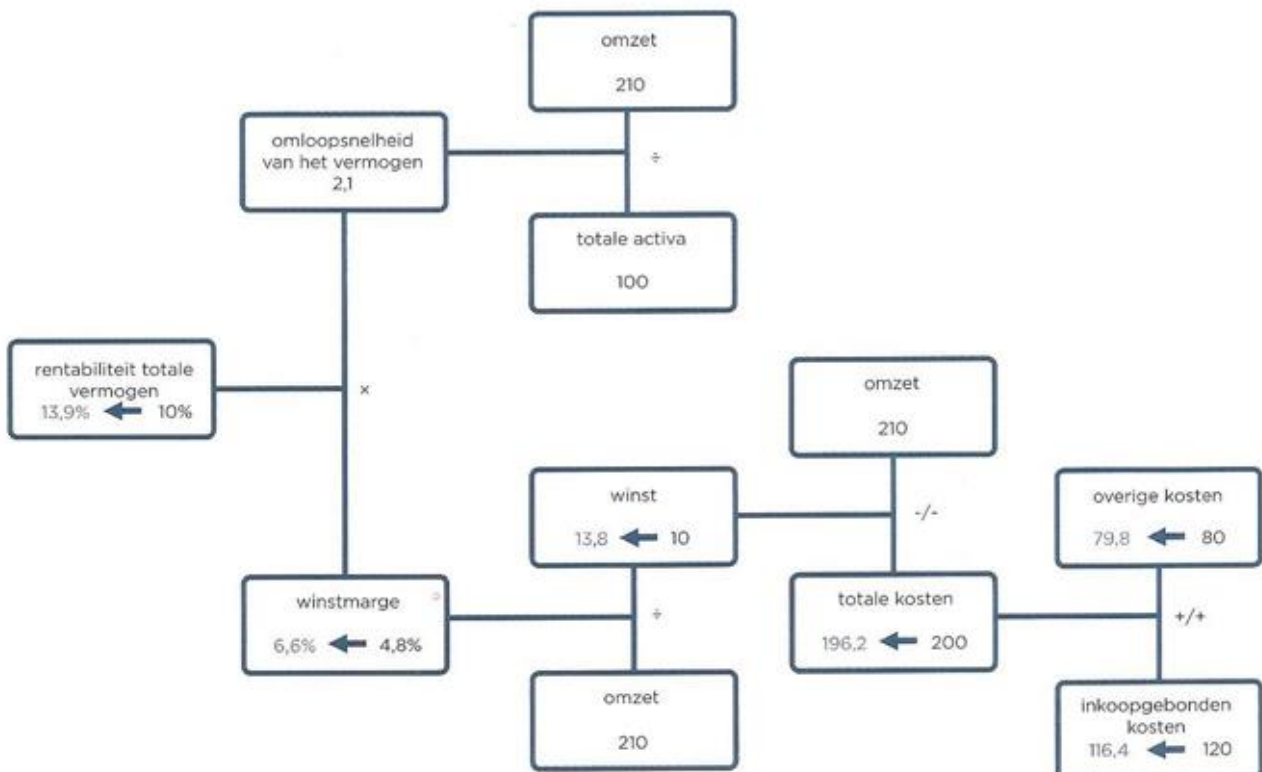 omzet
210
omloopsnelheid
van het vermogen
2,1
÷
totale activa
100
rentabiliteit totale
vermogen
13,9% 10%
×
omzet
210
winst
13,8 10
-/-
overige kosten
79,8 80
winstmarge
6,6% 4,8%
÷
totale kosten
196,2 200
+/+
omzet
210
inkoopgebonden
kosten
116,4 120